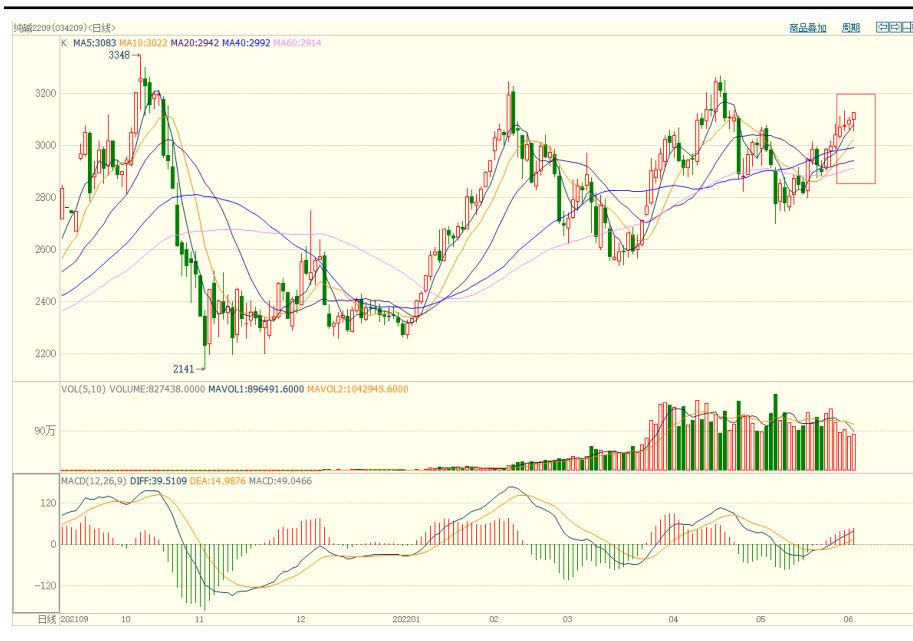 纯碱2209(034209)<日线>
商品叠加 周期
K MA5:3083 MA10:3022 MA20:2942 MA40:2992 MA60:2914
3348
3200
3000
2800
2600
2400
2200
2141
VOL(5,10) VOLUME:827438.0000 MAVOL1:896491.6000 MAVOL2:1042945.6000
90万
MACD(12,26,9) DIFF:39.5109 DEA:14.9876 MACD:49.0466
120
0
-120
日线 202109 10 11 12 202201 02 03 04 05 06